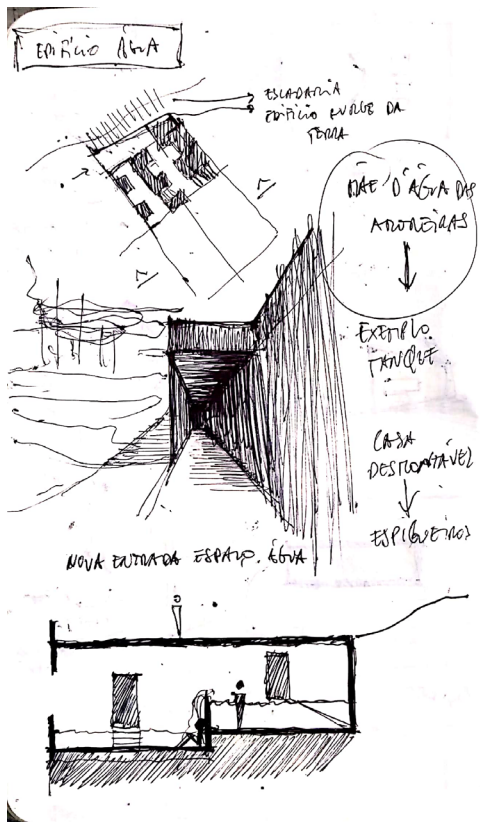 EDIFÍCIO ÁGUA
ESCADARIA
EDIFÍCIO SURGE DA
TERRA
MÃE D'ÁGUA DAS
AMOREIRAS
EXEMPLO
TANQUE
CASA
DESMONTÁVEL
ESPIGUEIROS
NOVA ENTRADA ESPAÇO. ÁGUA